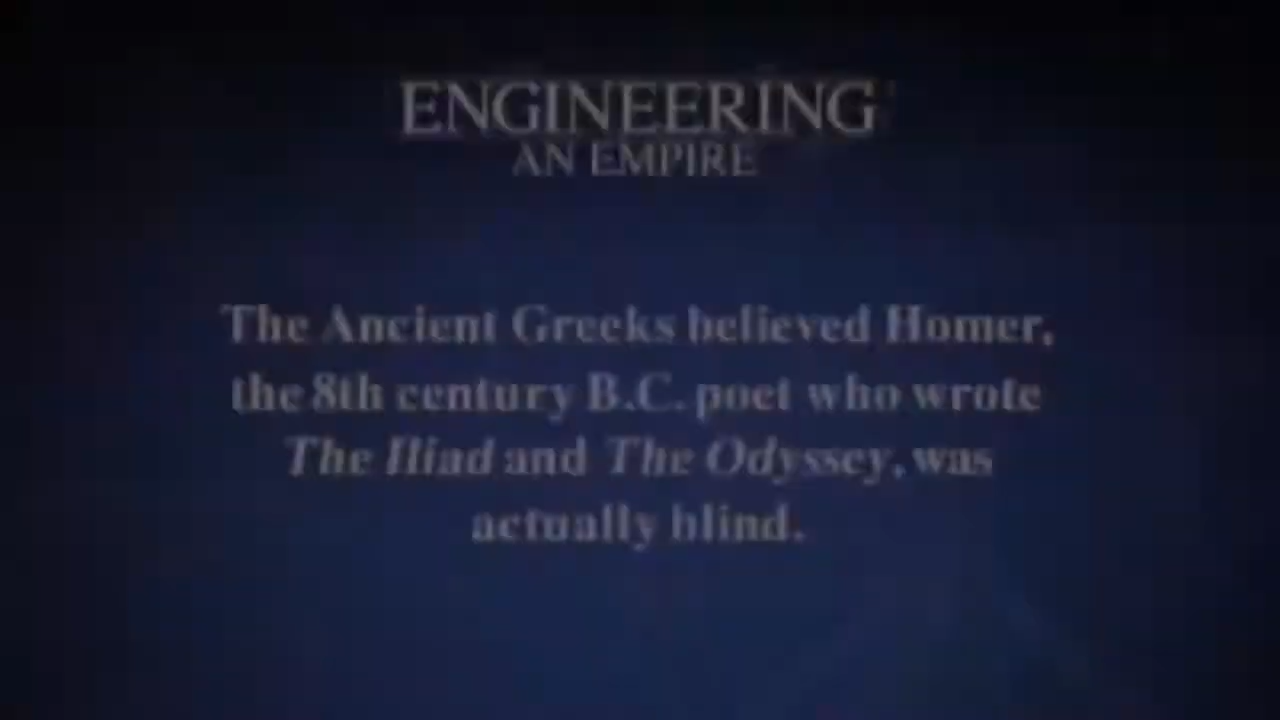 ENGINEERING
AN EMPIRE
The Ancient Greeks believed Homer,
the 8th century B.C. poet who wrote
The Iliad and The Odyssey, was
actually blind.